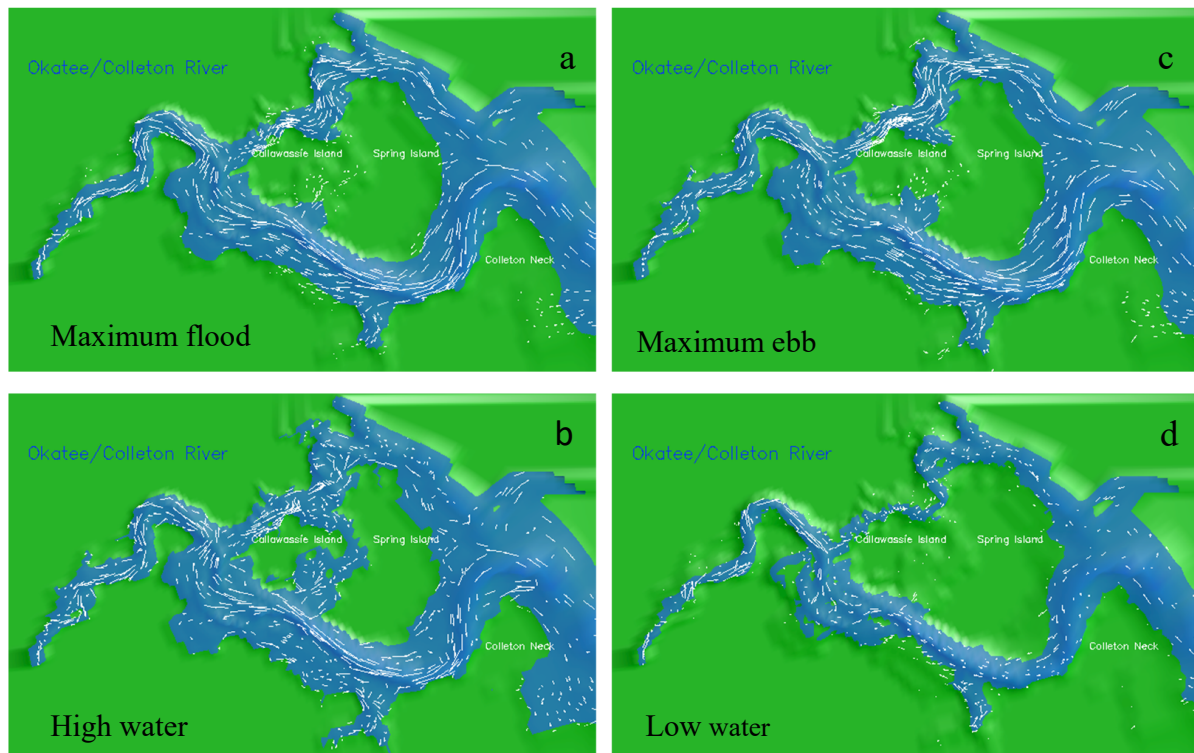 Okatee/Colleton River
a
Callawassie Island
Spring Island
Colleton Neck
Maximum flood
Okatee/Colleton River
c
Callawassie Island
Spring Island
Colleton Neck
Maximum ebb
Okatee/Colleton River
b
Callawassie Island
Spring Island
Colleton Neck
High water
Okatee/Colleton River
d
Callawassie Island
Spring Island
Colleton Neck
Low water